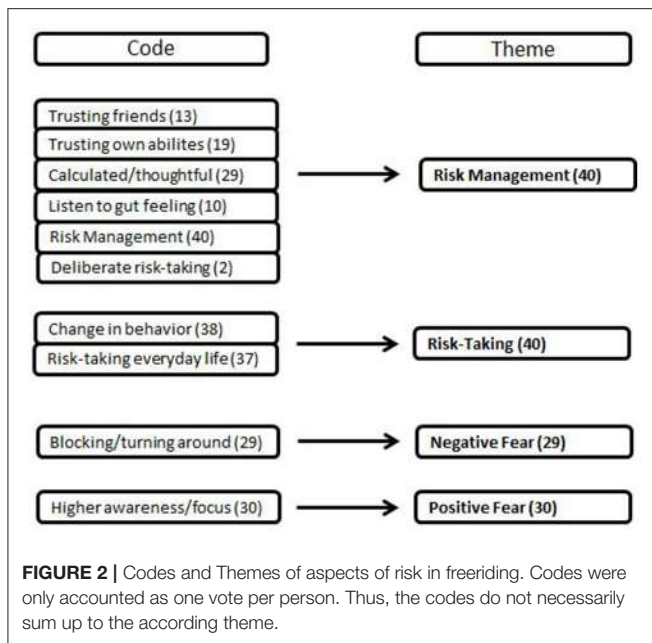 Code
Theme
Trusting friends (13)
Trusting own abilites (19)
Calculated/thoughtful (29)
Listen to gut feeling (10)
Risk Management (40)
Deliberate risk-taking (2)
Risk Management (40)
Change in behavior (38)
Risk-taking everyday life (37)
Risk-Taking (40)
Blocking/turning around (29)
Negative Fear (29)
Higher awareness/focus (30)
Positive Fear (30)
FIGURE 2 | Codes and Themes of aspects of risk in freeriding. Codes were
only accounted as one vote per person. Thus, the codes do not necessarily
sum up to the according theme.